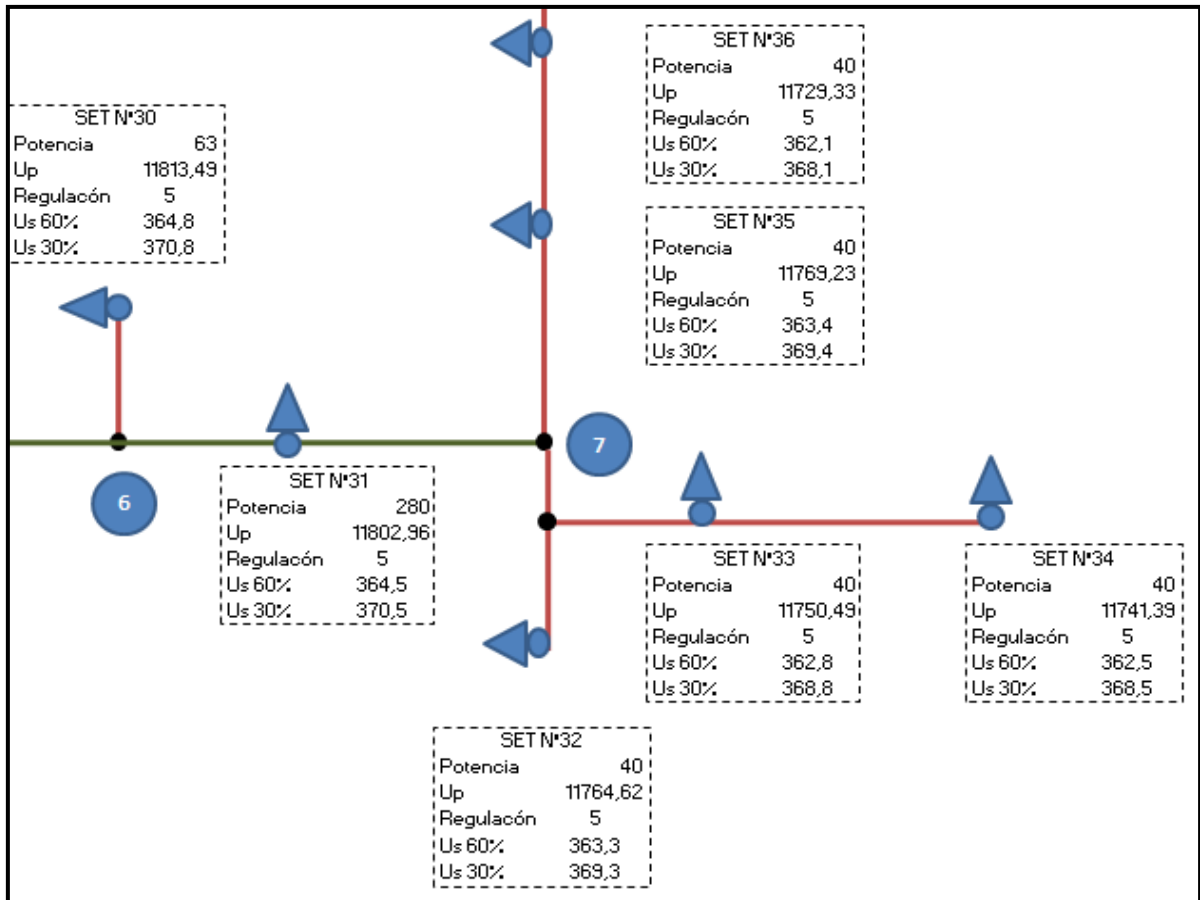 SET N°36
Potencia 40
Up 11729,33
Regulacón 5
Us 60% 362,1
Us 30% 368,1
SET N°30
Potencia 63
Up 11813,49
Regulacón 5
Us 60% 364,8
Us 30% 370,8
SET N°35
Potencia 40
Up 11769,23
Regulacón 5
Us 60% 363,4
Us 30% 369,4
7
6
SET N°31
Potencia 280
Up 11802,96
Regulacón 5
Us 60% 364,5
Us 30% 370,5
SET N°33
Potencia 40
Up 11750,49
Regulacón 5
Us 60% 362,8
Us 30% 368,8
SET N°34
Potencia 40
Up 11741,39
Regulacón 5
Us 60% 362,5
Us 30% 368,5
SET N°32
Potencia 40
Up 11764,62
Regulacón 5
Us 60% 363,3
Us 30% 369,3